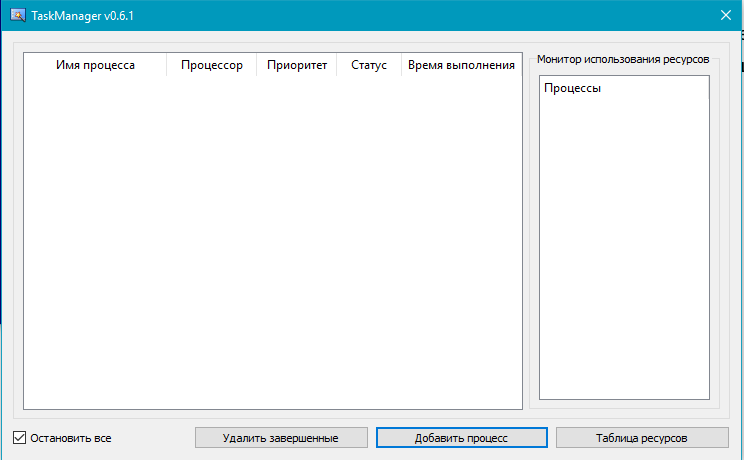 TaskManager v0.6.1
Имя процесса Процессор Приоритет Статус Время выполнения
Монитор использования ресурсов
Процессы
Остановить все
Удалить завершенные
Добавить процесс
Таблица ресурсов